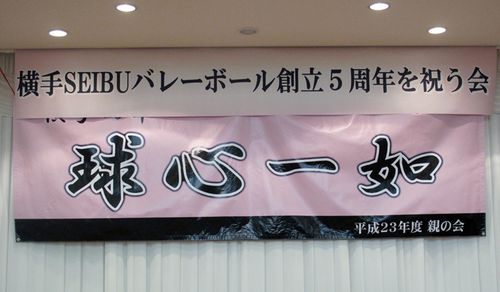 横手SEIBUバレーボール創立５周年を祝う会
球心一如
平成23年度 親の会